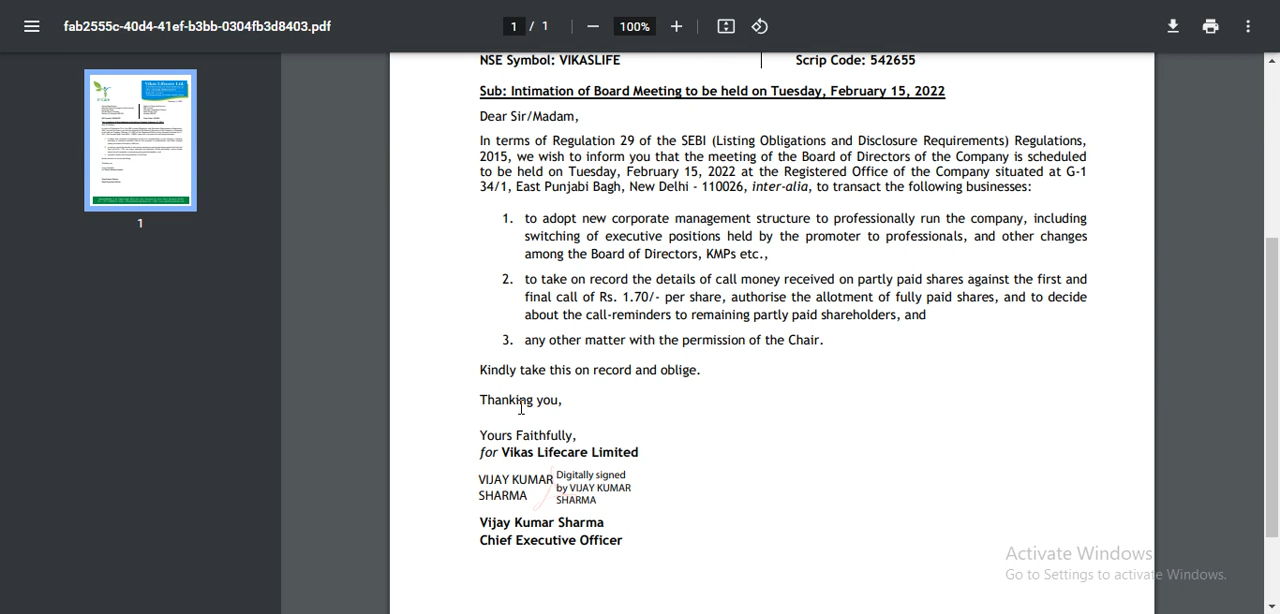 fab2555c-40d4-41ef-b3bb-0304fb3d8403.pdf
1 / 1
100%
1
NSE Symbol: VIKASLIFE
Scrip Code: 542655
Sub: Intimation of Board Meeting to be held on Tuesday, February 15, 2022
Dear Sir/Madam,
In terms of Regulation 29 of the SEBI (Listing Obligations and Disclosure Requirements) Regulations,
2015, we wish to inform you that the meeting of the Board of Directors of the Company is scheduled
to be held on Tuesday, February 15, 2022 at the Registered Office of the Company situated at G-1
34/1, East Punjabi Bagh, New Delhi - 110026, inter-alia, to transact the following businesses:
1. to adopt new corporate management structure to professionally run the company, including
switching of executive positions held by the promoter to professionals, and other changes
among the Board of Directors, KMPs etc.,
2. to take on record the details of call money received on partly paid shares against the first and
final call of Rs. 1.70/- per share, authorise the allotment of fully paid shares, and to decide
about the call-reminders to remaining partly paid shareholders, and
3. any other matter with the permission of the Chair.
Kindly take this on record and oblige.
Thanking you,
Yours Faithfully,
for Vikas Lifecare Limited
VIJAY KUMAR
SHARMA
Digitally signed
by VIJAY KUMAR
SHARMA
Vijay Kumar Sharma
Chief Executive Officer
Activate Windows
Go to Settings to activate Windows.